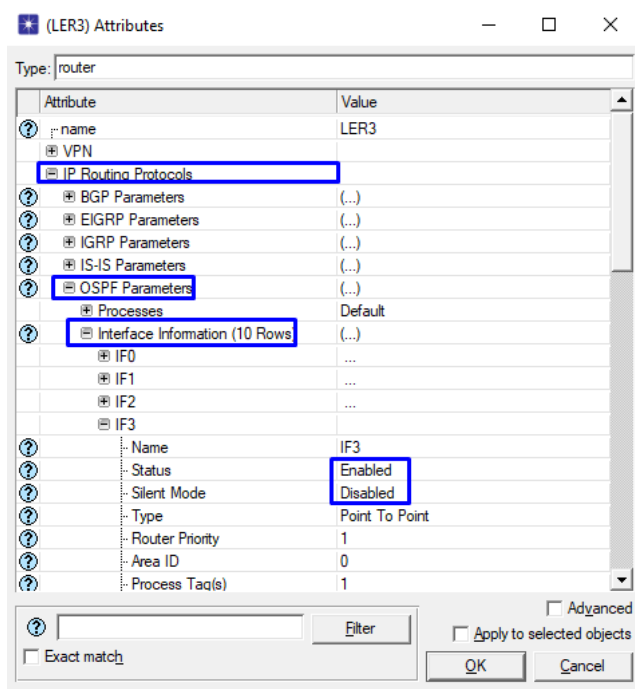 (LER3) Attributes
Type: router
Attribute Value
name LER3
VPN
IP Routing Protocols
BGP Parameters (...)
EIGRP Parameters (...)
IGRP Parameters (...)
IS-IS Parameters (...)
OSPF Parameters (...)
Processes Default
Interface Information (10 Rows) (...)
IF0 ...
IF1 ...
IF2 ...
IF3
Name IF3
Status Enabled
Silent Mode Disabled
Type Point To Point
Router Priority 1
Area ID 0
Process Tag(s) 1
Advanced
Filter
Apply to selected objects
Exact match
OK Cancel